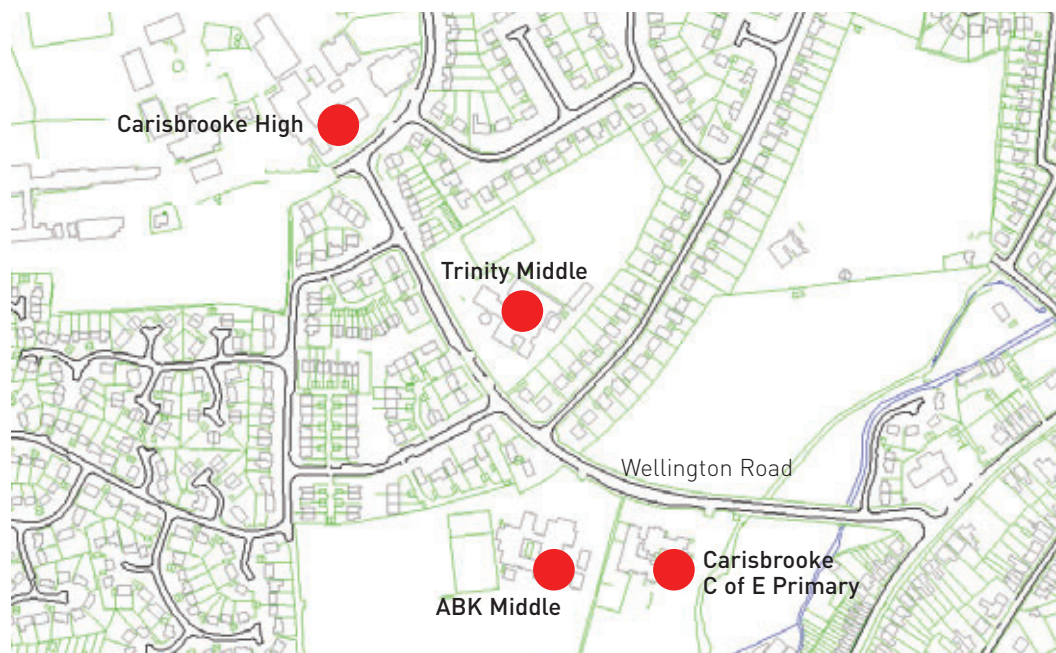 Carisbrooke High
Trinity Middle
Wellington Road
Carisbrooke
C of E Primary
ABK Middle